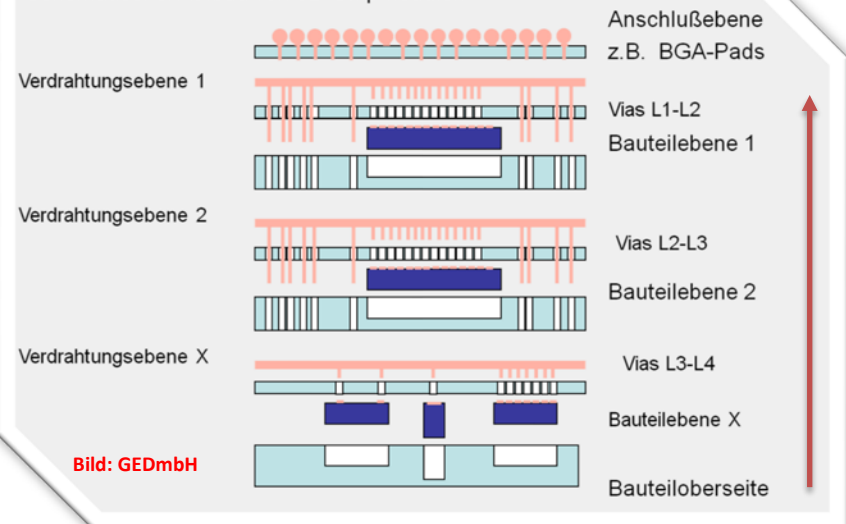 Anschlußebene
z.B. BGA-Pads
Verdrahtungsebene 1
Vias L1-L2
Bauteilebene 1
Verdrahtungsebene 2
Vias L2-L3
Bauteilebene 2
Verdrahtungsebene X
Vias L3-L4
Bauteilebene X
Bild: GEDmbH
Bauteiloberseite